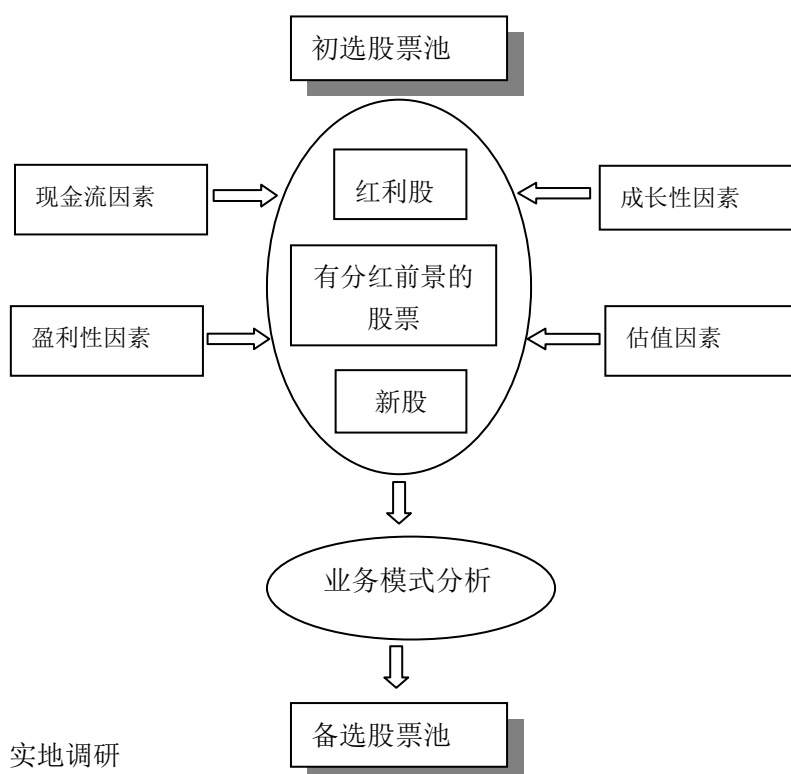 初选股票池
红利股
现金流因素
成长性因素
有分红前景的
股票
盈利性因素
估值因素
新股
业务模式分析
备选股票池
实地调研